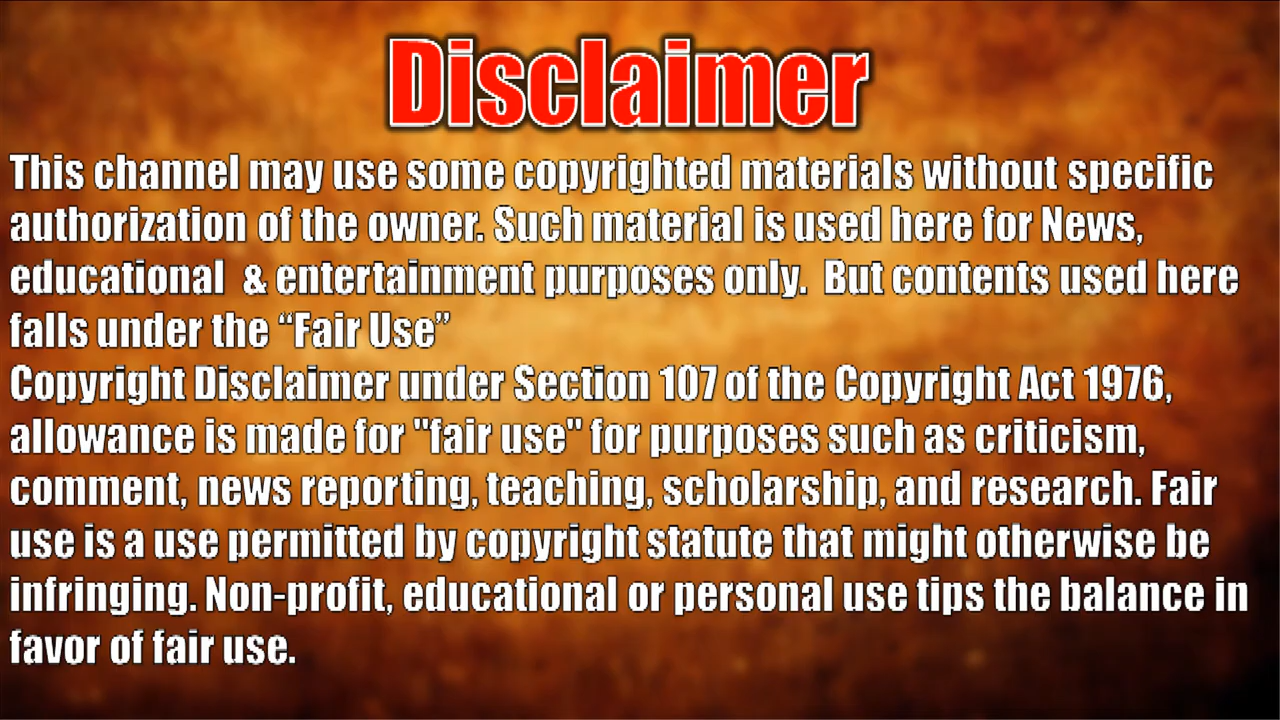 Disclaimer
This channel may use some copyrighted materials without specific
authorization of the owner. Such material is used here for News,
educational  & entertainment purposes only.  But contents used here
falls under the “Fair Use”
Copyright Disclaimer under Section 107 of the Copyright Act 1976,
allowance is made for "fair use" for purposes such as criticism,
comment, news reporting, teaching, scholarship, and research. Fair
use is a use permitted by copyright statute that might otherwise be
infringing. Non-profit, educational or personal use tips the balance in
favor of fair use.